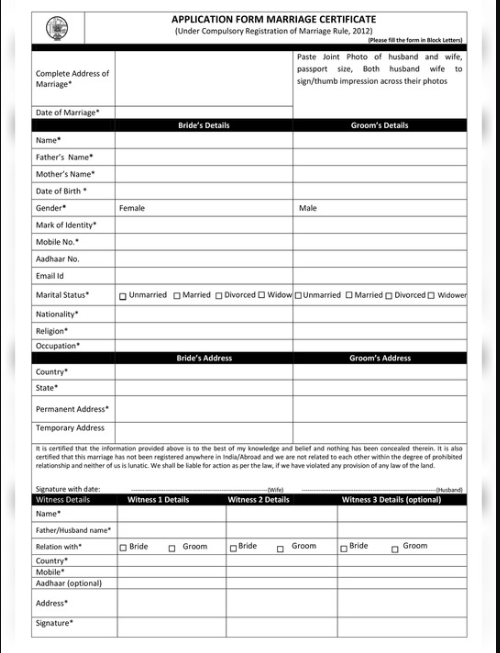 APPLICATION FORM MARRIAGE CERTIFICATE
(Under Compulsory Registration of Marriage Rule, 2012)
(Please fill the form in Block Letters)
Complete Address of
Marriage*
Paste Joint Photo of husband and wife,
passport size, Both husband wife to
sign/thumb impression across their photos
Date of Marriage*
Bride's Details Groom's Details
Name*
Father's Name*
Mother's Name*
Date of Birth *
Gender* Female Male
Mark of Identity*
Mobile No.*
Aadhaar No.
Email Id
Marital Status* Unmarried Married Divorced Widow Unmarried Married Divorced Widower
Nationality*
Religion*
Occupation*
Bride's Address Groom's Address
Country*
State*
Permanent Address*
Temporary Address
It is certified that the information provided above is to the best of my knowledge and belief and nothing has been concealed therein. It is also
certified that this marriage has not been registered anywhere in India/Abroad and we are not related to each other within the degree of prohibited
relationship and neither of us is lunatic. We shall be liable for action as per the law, if we have violated any provision of any law of the land.
Signature with date: (Wife) (Husband)
Witness Details Witness 1 Details Witness 2 Details Witness 3 Details (optional)
Name*
Father/Husband name*
Relation with* Bride Groom Bride Groom Bride Groom
Country*
Mobile*
Aadhaar (optional)
Address*
Signature*